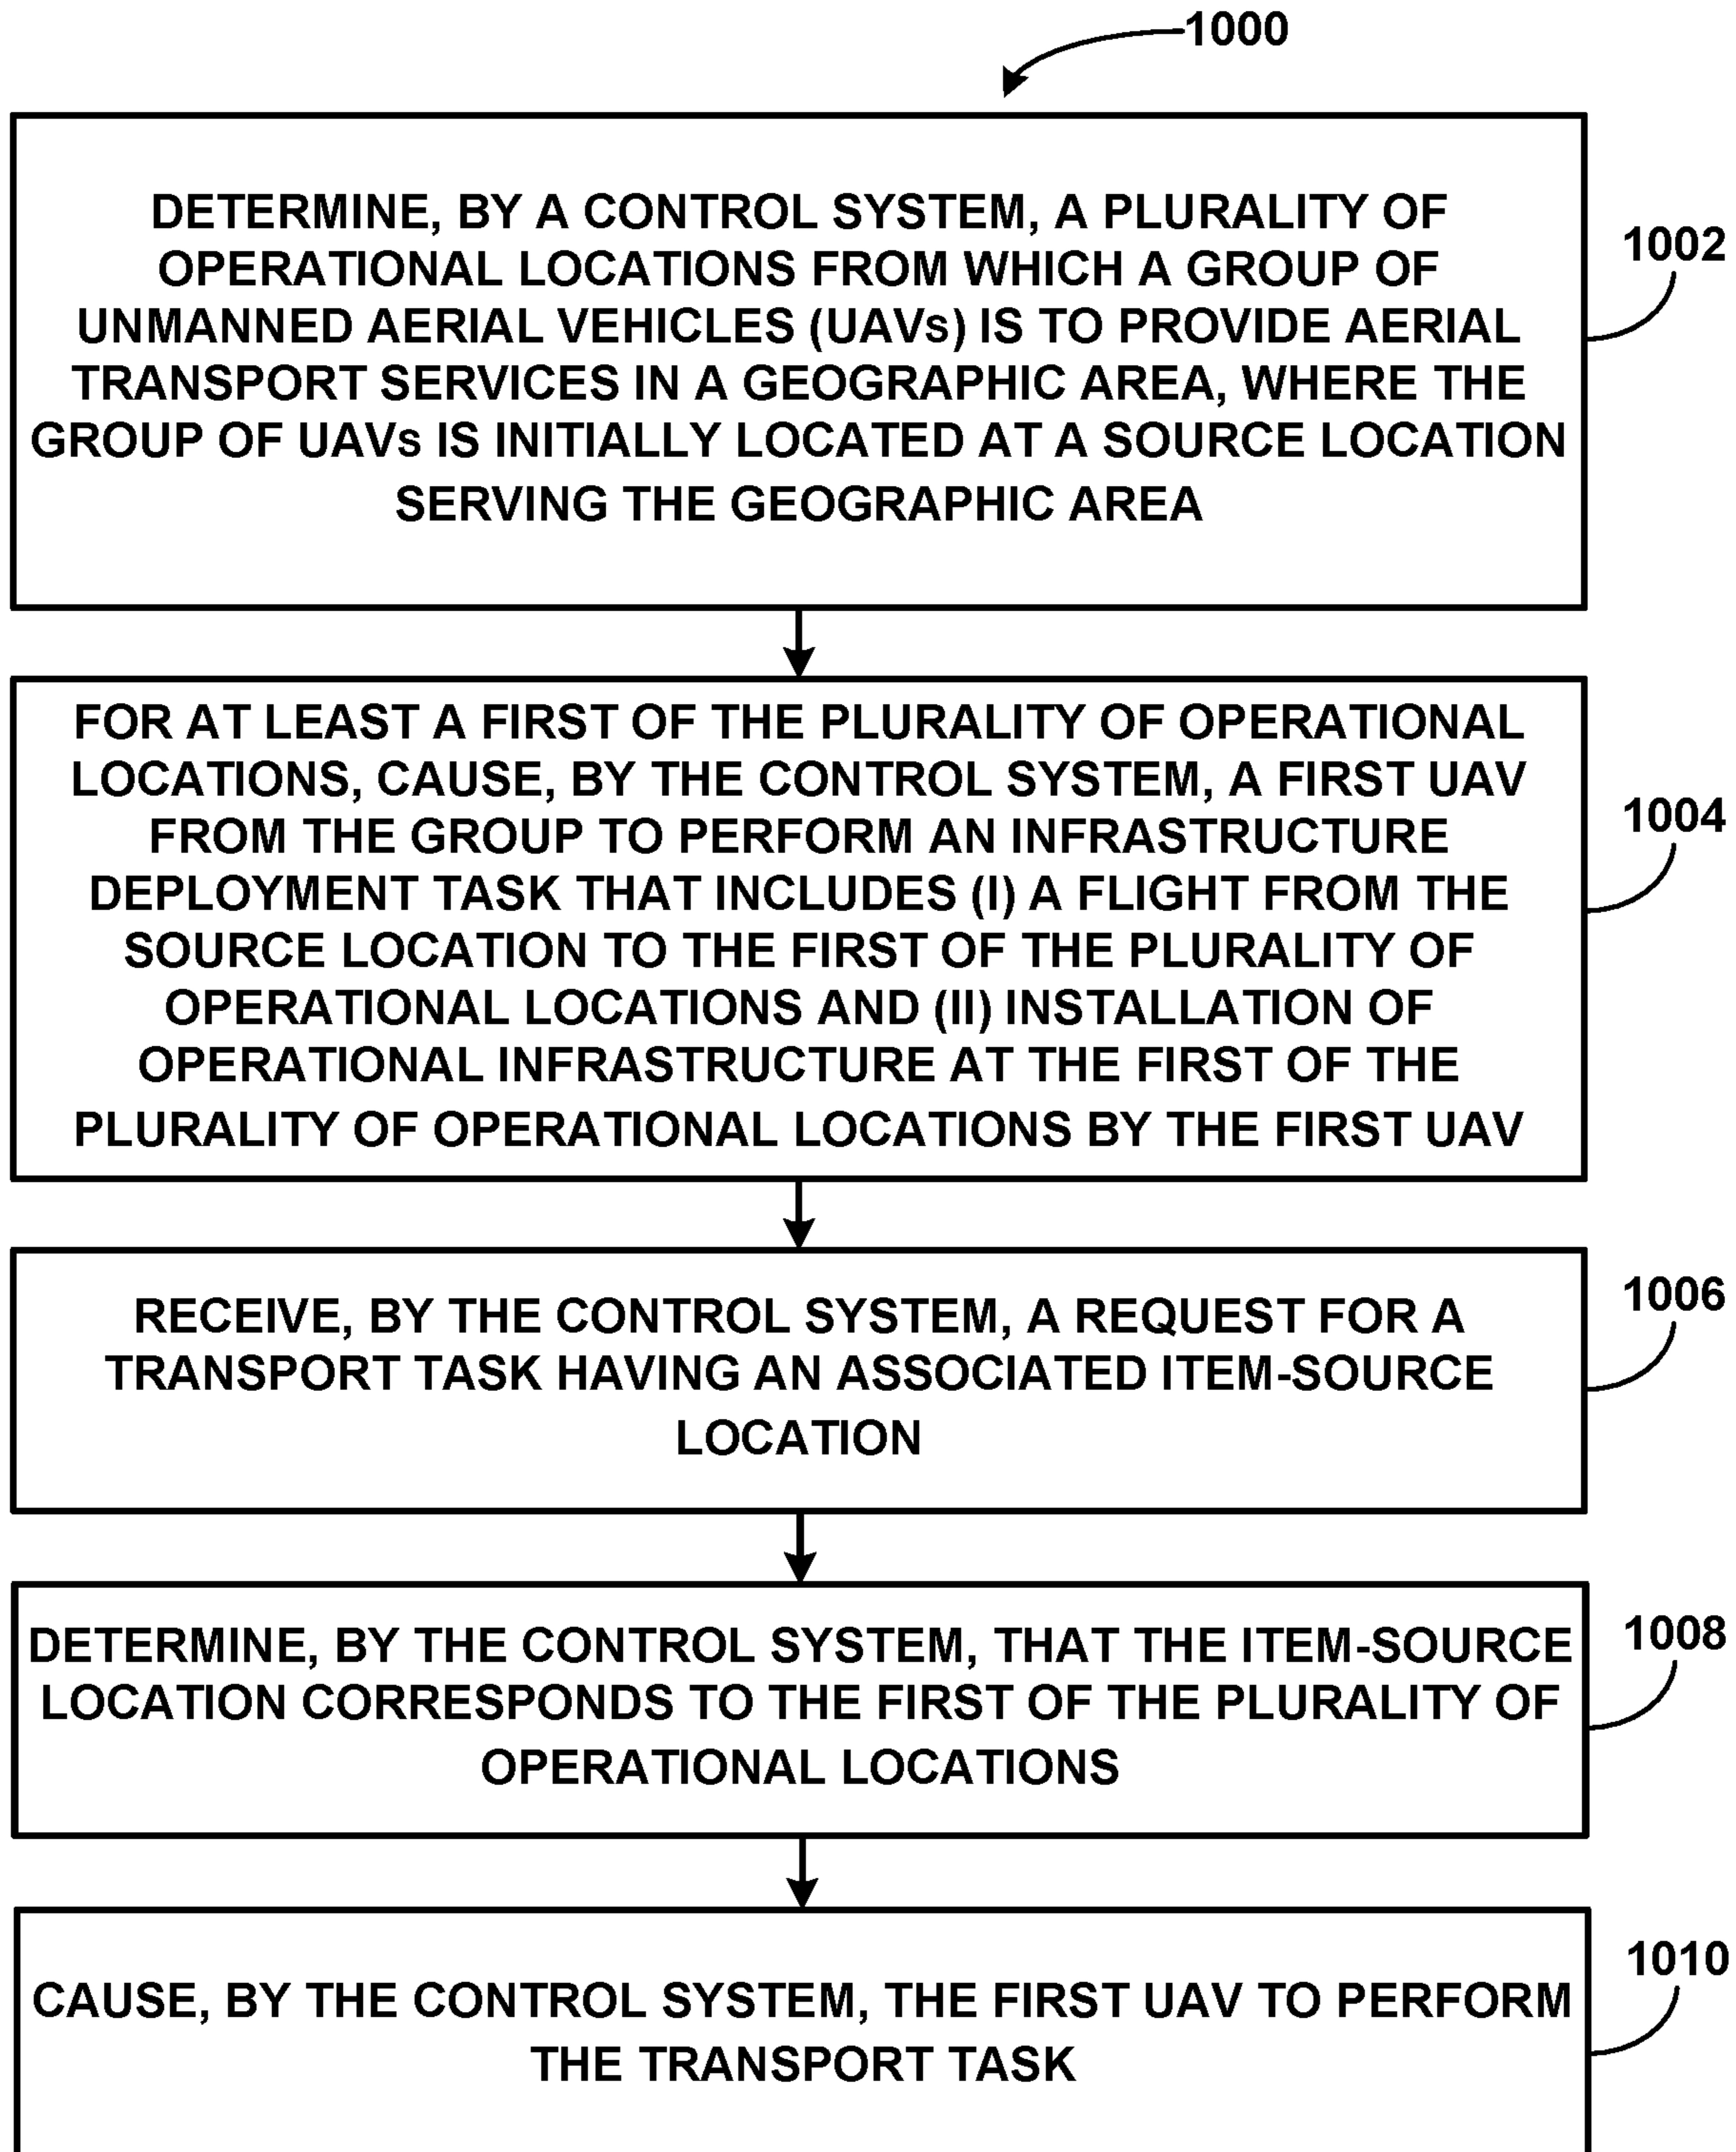 1000
DETERMINE, BY A CONTROL SYSTEM, A PLURALITY OF
OPERATIONAL LOCATIONS FROM WHICH A GROUP OF
UNMANNED AERIAL VEHICLES (UAVs) IS TO PROVIDE AERIAL
TRANSPORT SERVICES IN A GEOGRAPHIC AREA, WHERE THE
GROUP OF UAVs IS INITIALLY LOCATED AT A SOURCE LOCATION
SERVING THE GEOGRAPHIC AREA
1002
FOR AT LEAST A FIRST OF THE PLURALITY OF OPERATIONAL
LOCATIONS, CAUSE, BY THE CONTROL SYSTEM, A FIRST UAV
FROM THE GROUP TO PERFORM AN INFRASTRUCTURE
DEPLOYMENT TASK THAT INCLUDES (I) A FLIGHT FROM THE
SOURCE LOCATION TO THE FIRST OF THE PLURALITY OF
OPERATIONAL LOCATIONS AND (II) INSTALLATION OF
OPERATIONAL INFRASTRUCTURE AT THE FIRST OF THE
PLURALITY OF OPERATIONAL LOCATIONS BY THE FIRST UAV
1004
RECEIVE, BY THE CONTROL SYSTEM, A REQUEST FOR A
TRANSPORT TASK HAVING AN ASSOCIATED ITEM-SOURCE
LOCATION
1006
DETERMINE, BY THE CONTROL SYSTEM, THAT THE ITEM-SOURCE
LOCATION CORRESPONDS TO THE FIRST OF THE PLURALITY OF
OPERATIONAL LOCATIONS
1008
CAUSE, BY THE CONTROL SYSTEM, THE FIRST UAV TO PERFORM
THE TRANSPORT TASK
1010